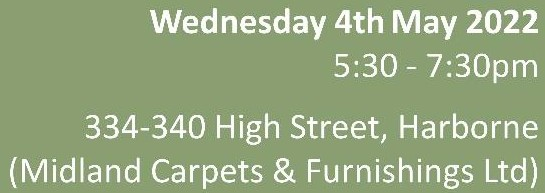 Wednesday 4th May 2022
5:30 - 7:30pm
334-340 High Street, Harborne
(Midland Carpets & Furnishings Ltd)